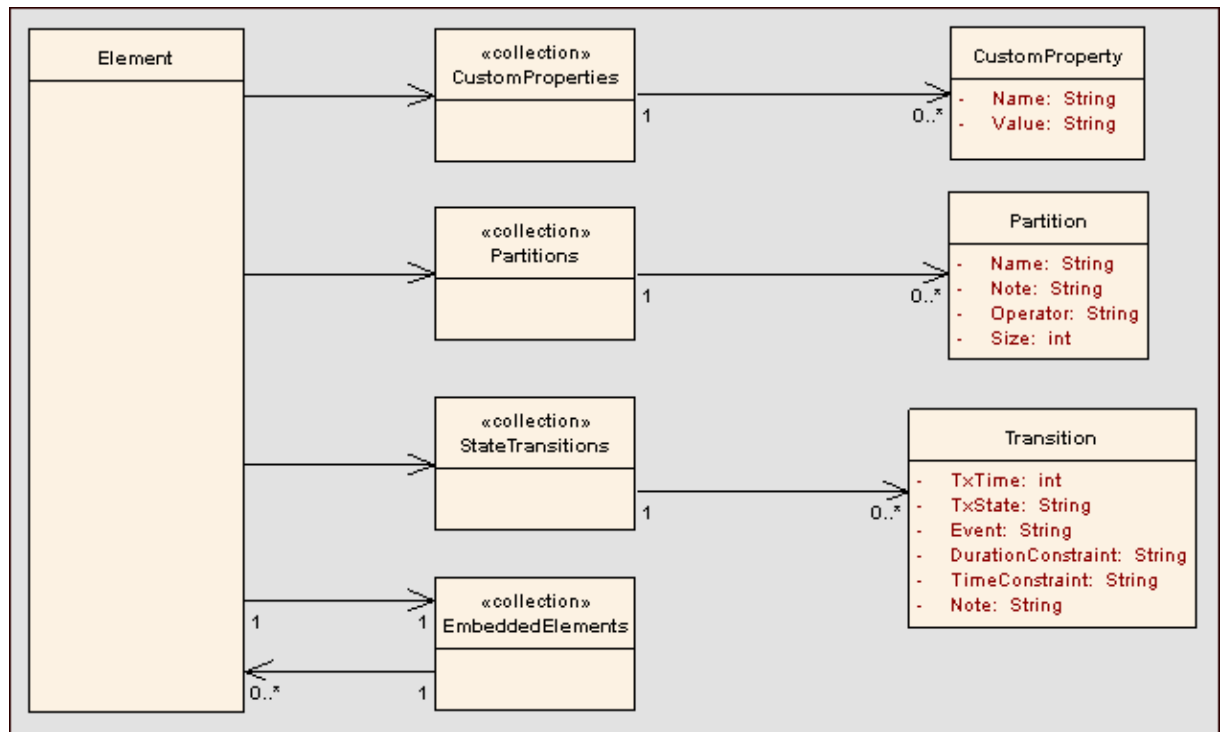 Element
«collection»
CustomProperties
1
0..*
CustomProperty
- Name: String
- Value: String
«collection»
Partitions
1
0..*
Partition
- Name: String
- Note: String
- Operator: String
- Size: int
«collection»
StateTransitions
1
0..*
Transition
- TxTime: int
- TxState: String
- Event: String
- DurationConstraint: String
- TimeConstraint: String
- Note: String
1
1
«collection»
EmbeddedElements
0..*
1